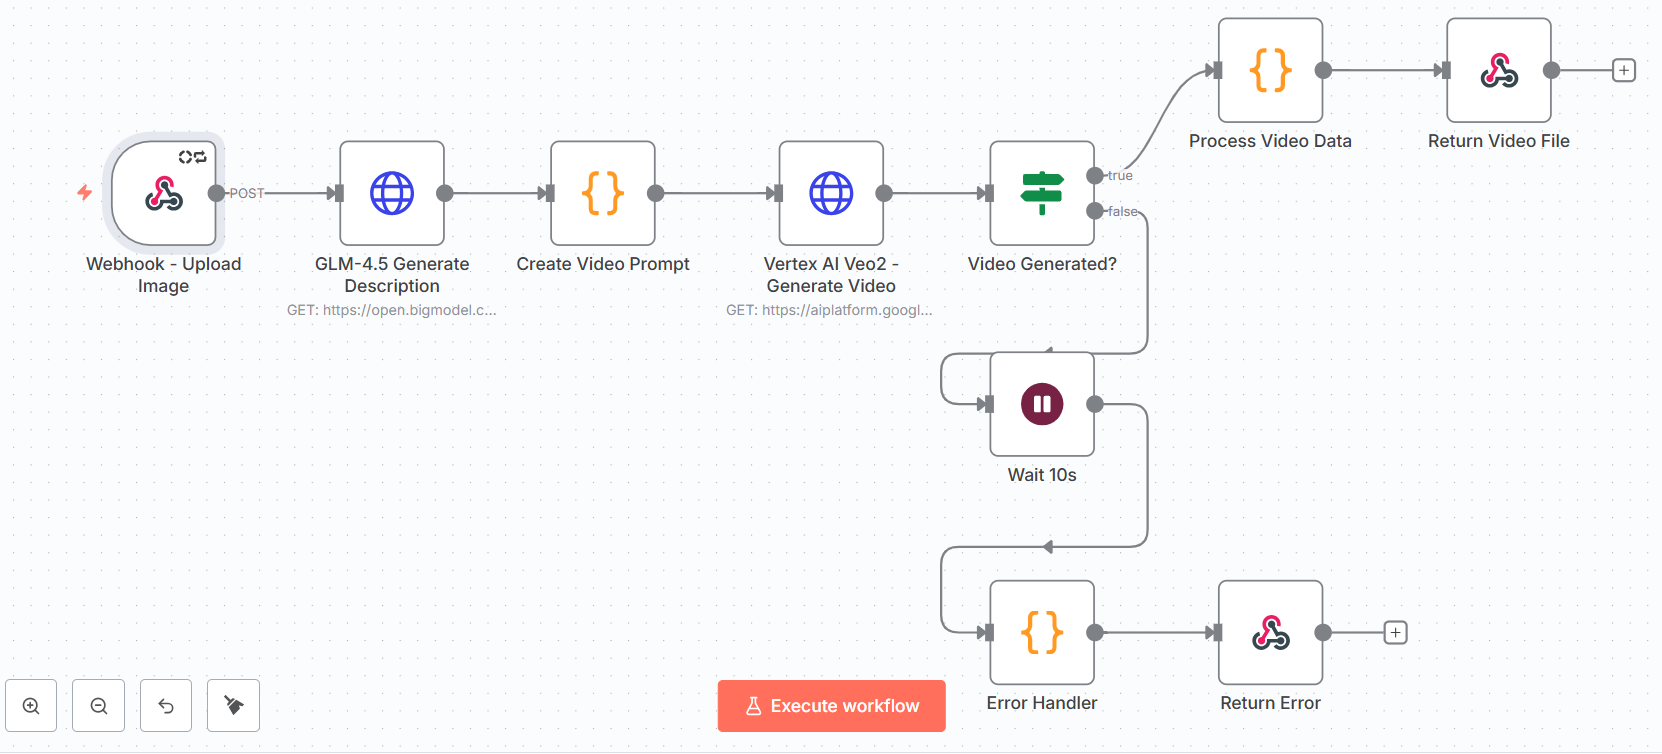 Process Video Data
Return Video File
POST
true
false
Webhook - Upload
Image
GLM-4.5 Generate
Description
GET: https://open.bigmodel.c...
Create Video Prompt
Vertex AI Veo2 -
Generate Video
GET: https://aiplatform.googl...
Video Generated?
Wait 10s
Error Handler
Return Error
Execute workflow